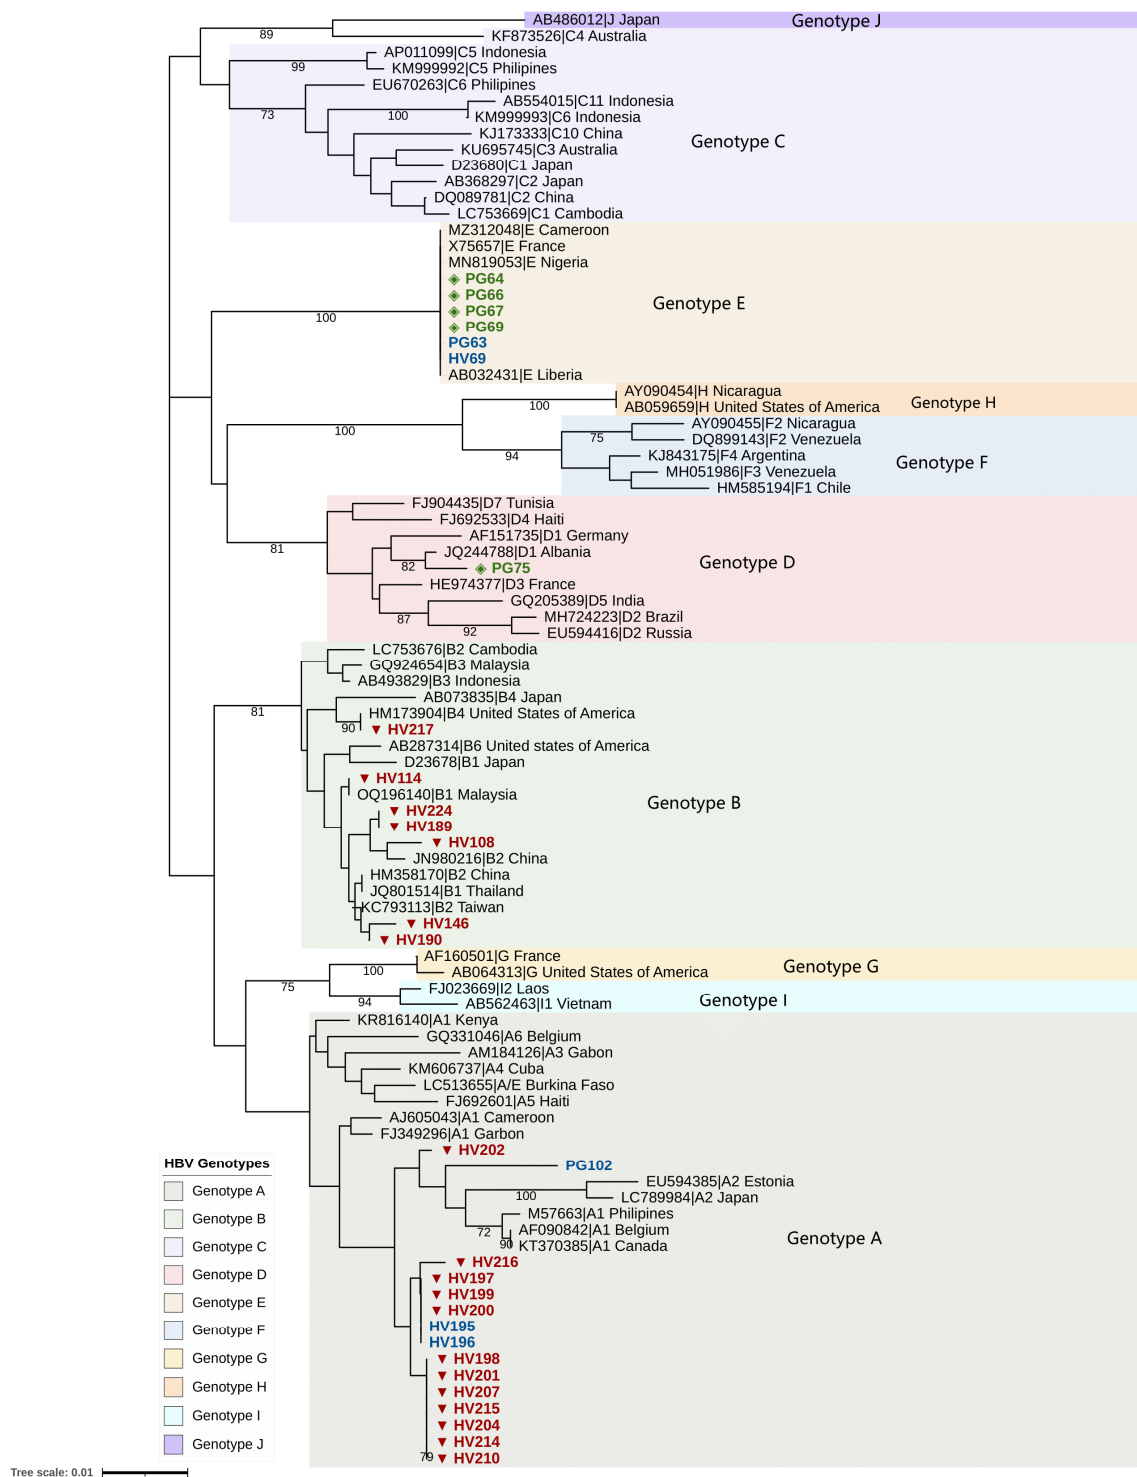 AB486012|J Japan
Genotype J
89
KF873526|C4 Australia
AP011099|C5 Indonesia
99
KM999992|C5 Philipines
EU670263|C6 Philipines
AB554015|C11 Indonesia
73
100
KM999993|C6 Indonesia
KJ173333|C10 China
Genotype C
KU695745|C3 Australia
D23680|C1 Japan
AB368297|C2 Japan
DQ089781|C2 China
LC753669|C1 Cambodia
MZ312048|E Cameroon
X75657|E France
MN819053|E Nigeria
PG64
PG66
Genotype E
PG67
100
PG69
PG63
HV69
AB032431|E Liberia
AY090454|H Nicaragua
100
AB059659|H United States of America
Genotype H
AY090455|F2 Nicaragua
100
75
DQ899143|F2 Venezuela
94
KJ843175|F4 Argentina
Genotype F
MH051986|F3 Venezuela
HM585194|F1 Chile
FJ904435|D7 Tunisia
FJ692533|D4 Haiti
AF151735|D1 Germany
81
JQ244788|D1 Albania
Genotype D
82
PG75
HE974377|D3 France
GQ205389|D5 India
87
MH724223|D2 Brazil
92
EU594416|D2 Russia
LC753676|B2 Cambodia
GQ924654|B3 Malaysia
AB493829|B3 Indonesia
AB073835|B4 Japan
81
HM173904|B4 United States of America
90
HV217
AB287314|B6 United states of America
D23678|B1 Japan
HV114
OQ196140|B1 Malaysia
Genotype B
HV224
HV189
HV108
JN980216|B2 China
HM358170|B2 China
JQ801514|B1 Thailand
KC793113|B2 Taiwan
HV146
HV190
AF160501|G France
100
AB064313|G United States of America
Genotype G
75
FJ023669|I2 Laos
94
AB562463|I1 Vietnam
Genotype I
KR816140|A1 Kenya
GQ331046|A6 Belgium
AM184126|A3 Gabon
KM606737|A4 Cuba
LC513655|A/E Burkina Faso
FJ692601|A5 Haiti
AJ605043|A1 Cameroon
FJ349296|A1 Garbon
HV202
PG102
EU594385|A2 Estonia
100
LC789984|A2 Japan
M57663|A1 Philipines
72
AF090842|A1 Belgium
90
KT370385|A1 Canada
Genotype A
HV216
HV197
HV199
HV200
HV195
HV196
HV198
HV201
HV207
HV215
HV204
HV214
79
HV210
HBV Genotypes
Genotype A
Genotype B
Genotype C
Genotype D
Genotype E
Genotype F
Genotype G
Genotype H
Genotype I
Genotype J
Tree scale: 0.01